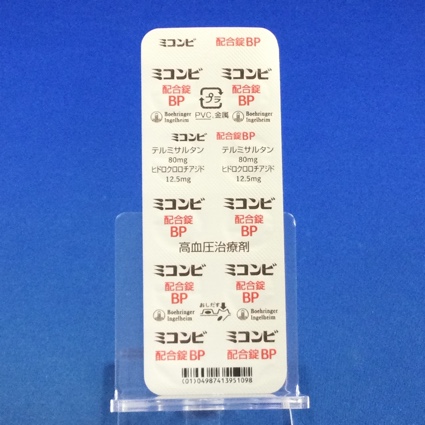 ミコンビ 配合錠BP
ミコンビ ミコンビ
配合錠 配合錠
BP BP
プラ
Boehringer Ingelheim PVC,金属 Boehringer Ingelheim
ミコンビ 配合錠BP
テルミサルタン テルミサルタン
80mg 80mg
ヒドロクロロチアジド ヒドロクロロチアジド
12.5mg 12.5mg
ミコンビ ミコンビ
配合錠 配合錠
BP BP
高血圧治療剤
ミコンビ ミコンビ
配合錠 配合錠
BP BP
おしだす
Boehringer Ingelheim Boehringer Ingelheim
ミコンビ ミコンビ
配合錠BP 配合錠BP
(01)04987413951098